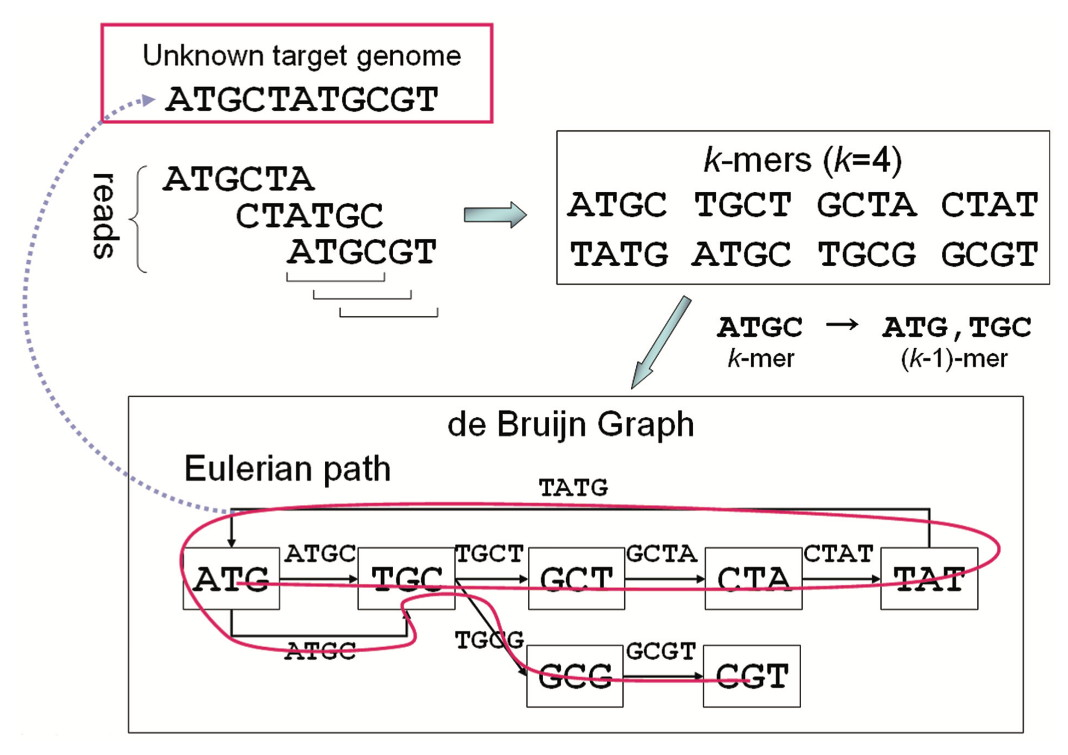 Unknown target genome
ATGCTATGCGT
reads
ATGCTA
CTATGC
ATGCGT
k-mers (k=4)
ATGC TGCT GCTA CTAT
TATG ATGC TGCG GCGT
ATGC → ATG,TGC
k-mer (k-1)-mer
de Bruijn Graph
Eulerian path
TATG
ATGC TGCT GCTA CTAT
ATG TGC GCT CTA TAT
ATGC TGCG GCGT
GCG CGT